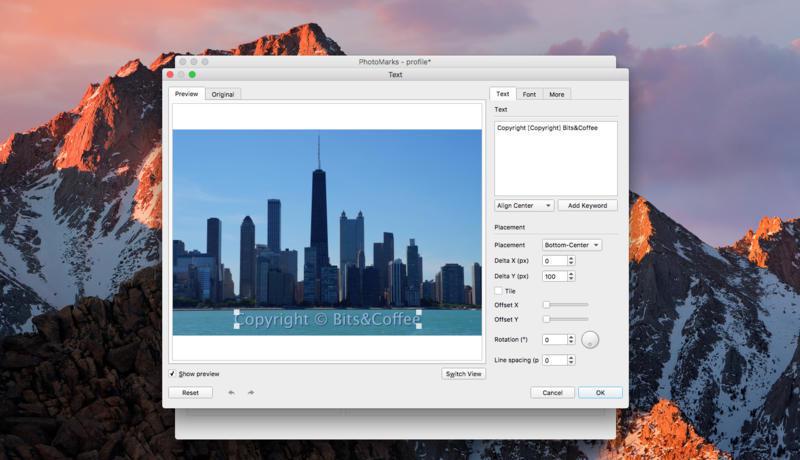 PhotoMarks - profile*
Text
Preview
Original
Text
Font
More
Text
Copyright [Copyright] Bits&Coffee
Align Center
Add Keyword
Placement
Placement
Bottom-Center
Delta X (px)
0
Delta Y (px)
100
Tile
Offset X
Offset Y
Rotation (°)
0
Line spacing (p
0
Copyright © Bits&Coffee
Show preview
Switch View
Reset
Cancel
OK